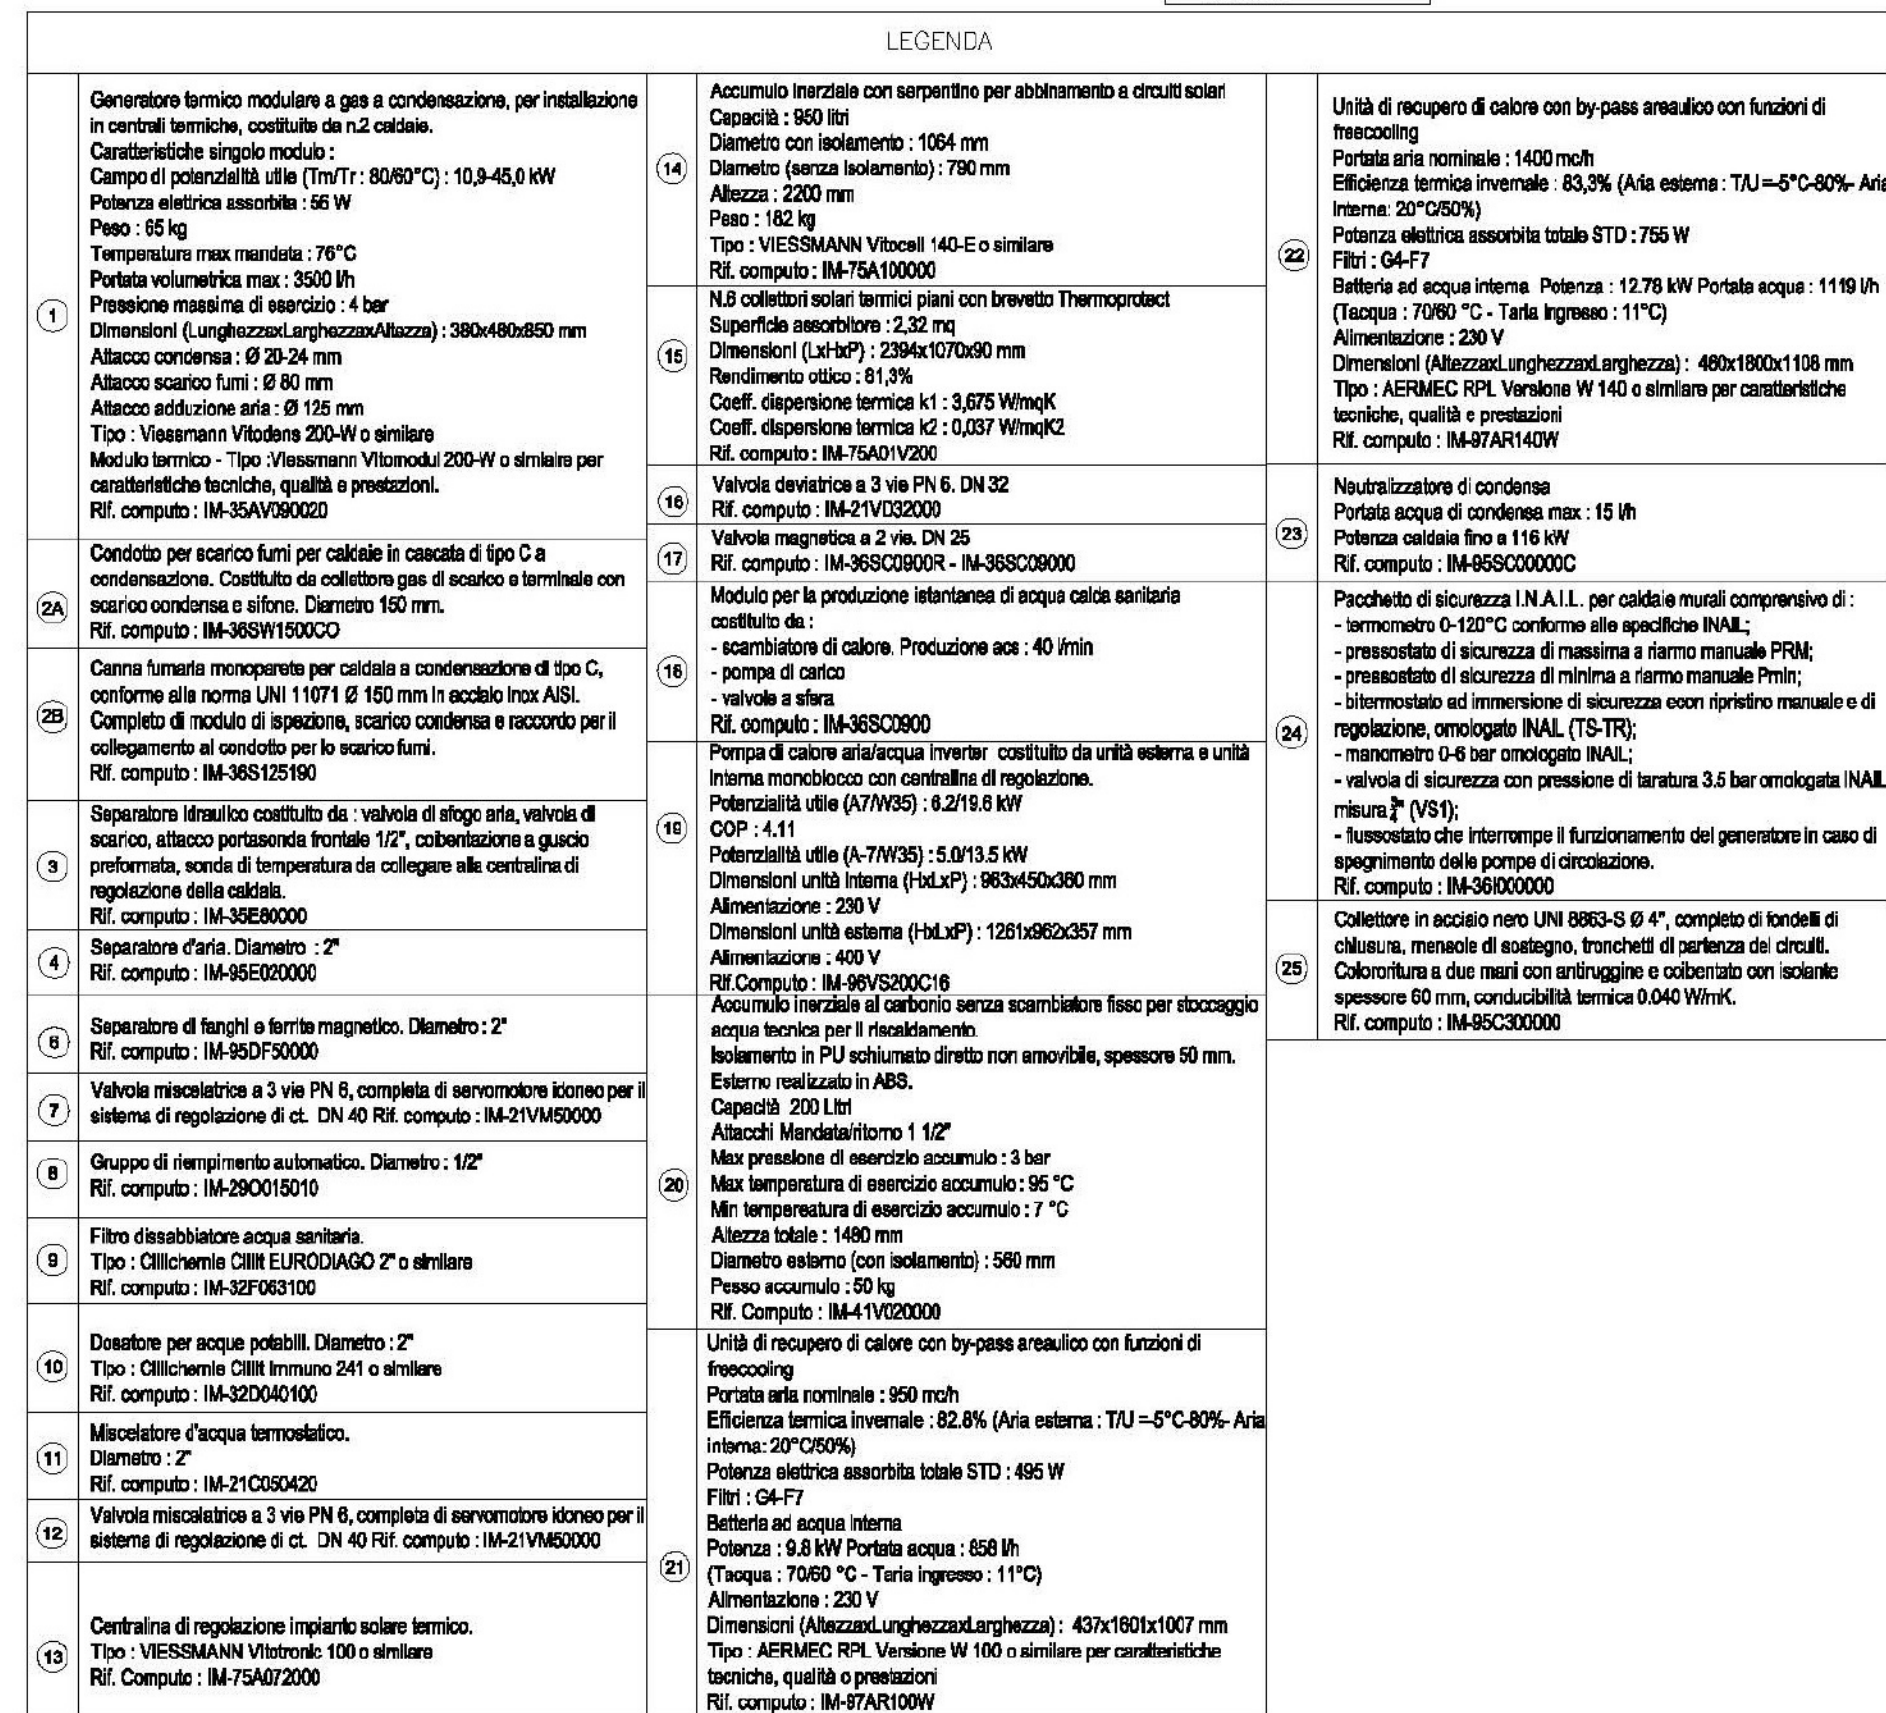 LEGENDA
1
Generatore termico modulare a gas a condensazione, per installazione
in centrali termiche, costituite da n.2 caldaie.
Caratteristiche singolo modulo :
Campo di potenzialità utile (Tm/Tr : 80/60°C) : 10,9-45,0 kW
Potenza elettrica assorbita : 56 W
Peso : 65 kg
Temperatura max mandata : 76°C
Portata volumetrica max : 3500 l/h
Pressione massima di esercizio : 4 bar
Dimensioni (LunghezzaxLarghezzaxAltezza) : 380x480x850 mm
Attacco condensa : Ø 20-24 mm
Attacco scarico fumi : Ø 80 mm
Attacco adduzione aria : Ø 125 mm
Tipo : Viessmann Vitodens 200-W o similare
Modulo termico - Tipo :Viessmann Vitomodul 200-W o simlaire per
caratteristiche tecniche, qualità e prestazioni.
Rif. computo : IM-35AV090020
2A
Condotto per scarico fumi per caldaie in cascata di tipo C a
condensazione. Costituito da collettore gas di scarico e terminale con
scarico condensa e sifone. Diametro 150 mm.
Rif. computo : IM-36SW1500CO
2B
Canna fumaria monoparete per caldaia a condensazione di tipo C,
conforme alla norma UNI 11071 Ø 150 mm in acciaio inox AISI.
Completo di modulo di ispezione, scarico condensa e raccordo per il
collegamento al condotto per lo scarico fumi.
Rif. computo : IM-36S125190
3
Separatore idraulico costituito da : valvola di sfogo aria, valvola di
scarico, attacco portasonda frontale 1/2", coibentazione a guscio
preformata, sonda di temperatura da collegare alla centralina di
regolazione della caldaia.
Rif. computo : IM-35E60000
4
Separatore d'aria. Diametro : 2"
Rif. computo : IM-95E020000
6
Separatore di fanghi e ferrite magnetico. Diametro : 2"
Rif. computo : IM-95DF50000
7
Valvola miscelatrice a 3 vie PN 6, completa di servomotore idoneo per il
sistema di regolazione di ct. DN 40 Rif. computo : IM-21VM50000
8
Gruppo di riempimento automatico. Diametro : 1/2"
Rif. computo : IM-29O015010
9
Filtro dissabbiatore acqua sanitaria.
Tipo : Cillichemie Cillit EURODIAGO 2" o similare
Rif. computo : IM-32F063100
10
Dosatore per acque potabili. Diametro : 2"
Tipo : Cillichemie Cillit Immuno 241 o similare
Rif. computo : IM-32D040100
11
Miscelatore d'acqua termostatico.
Diametro : 2"
Rif. computo : IM-21C050420
12
Valvola miscelatrice a 3 vie PN 6, completa di servomotore idoneo per il
sistema di regolazione di ct. DN 40 Rif. computo : IM-21VM50000
13
Centralina di regolazione impianto solare termico.
Tipo : VIESSMANN Vitotronic 100 o similare
Rif. Computo : IM-75A072000
14
Accumulo inerziale con serpentino per abbinamento a circuiti solari
Capacità : 950 litri
Diametro con isolamento : 1064 mm
Diametro (senza isolamento) : 790 mm
Altezza : 2200 mm
Peso : 182 kg
Tipo : VIESSMANN Vitocell 140-E o similare
Rif. computo : IM-75A100000
15
N.6 collettori solari termici piani con brevetto Thermoprotect
Superficie assorbitore : 2,32 mq
Dimensioni (LxHxP) : 2394x1070x90 mm
Rendimento ottico : 81,3%
Coeff. dispersione termica k1 : 3,675 W/mqK
Coeff. dispersione termica k2 : 0,037 W/mqK2
Rif. computo : IM-75A01V200
16
Valvola deviatrice a 3 vie PN 6. DN 32
Rif. computo : IM-21VD32000
17
Valvola magnetica a 2 vie. DN 25
Rif. computo : IM-36SC0900R - IM-36SC09000
18
Modulo per la produzione istantanea di acqua calda sanitaria
costituito da :
- scambiatore di calore. Produzione acs : 40 l/min
- pompa di carico
- valvole a sfera
Rif. computo : IM-36SC0900
19
Pompa di calore aria/acqua inverter costituito da unità esterna e unità
interna monoblocco con centralina di regolazione.
Potenzialità utile (A7/W35) : 6.2/19.6 kW
COP : 4.11
Potenzialità utile (A-7/W35) : 5.0/13.5 kW
Dimensioni unità interna (HxLxP) : 963x450x360 mm
Alimentazione : 230 V
Dimensioni unità esterna (HxLxP) : 1261x962x357 mm
Alimentazione : 400 V
Rif.Computo : IM-96VS200C16
20
Accumulo inerziale al carbonio senza scambiatore fisso per stoccaggio
acqua tecnica per il riscaldamento.
Isolamento in PU schiumato diretto non amovibile, spessore 50 mm.
Esterno realizzato in ABS.
Capacità 200 Litri
Attacchi Mandata/ritorno 1 1/2"
Max pressione di esercizio accumulo : 3 bar
Max temperatura di esercizio accumulo : 95 °C
Min tempereatura di esercizio accumulo : 7 °C
Altezza totale : 1480 mm
Diametro esterno (con isolamento) : 560 mm
Pesso accumulo : 50 kg
Rif. Computo : IM-41V020000
21
Unità di recupero di calore con by-pass areaulico con funzioni di
freecooling
Portata aria nominale : 950 mc/h
Efficienza termica invernale : 82.8% (Aria esterna : T/U =-5°C-80%- Aria
interna: 20°C/50%)
Potenza elettrica assorbita totale STD : 495 W
Filtri : G4-F7
Batteria ad acqua interna
Potenza : 9.8 kW Portata acqua : 858 l/h
(Tacqua : 70/60 °C - Taria ingresso : 11°C)
Alimentazione : 230 V
Dimensioni (AltezzaxLunghezzaxLarghezza) : 437x1601x1007 mm
Tipo : AERMEC RPL Versione W 100 o similare per caratteristiche
tecniche, qualità o prestazioni
Rif. computo : IM-97AR100W
22
Unità di recupero di calore con by-pass areaulico con funzioni di
freecooling
Portata aria nominale : 1400 mc/h
Efficienza termica invernale : 83,3% (Aria esterna : T/U =-5°C-80%- Aria
interna: 20°C/50%)
Potenza elettrica assorbita totale STD : 755 W
Filtri : G4-F7
Batteria ad acqua interna Potenza : 12.78 kW Portata acqua : 1119 l/h
(Tacqua : 70/60 °C - Taria ingresso : 11°C)
Alimentazione : 230 V
Dimensioni (AltezzaxLunghezzaxLarghezza) : 460x1800x1108 mm
Tipo : AERMEC RPL Versione W 140 o similare per caratteristiche
tecniche, qualità e prestazioni
Rif. computo : IM-97AR140W
23
Neutralizzatore di condensa
Portata acqua di condensa max : 15 l/h
Potenza caldaia fino a 116 kW
Rif. computo : IM-95SC00000C
24
Pacchetto di sicurezza I.N.A.I.L. per caldaie murali comprensivo di :
- termometro 0-120°C conforme alle specifiche INAIL;
- pressostato di sicurezza di massima a riarmo manuale PRM;
- pressostato di sicurezza di minima a riarmo manuale Pmin;
- bitermostato ad immersione di sicurezza econ ripristino manuale e di
regolazione, omologato INAIL (TS-TR);
- manometro 0-6 bar omologato INAIL;
- valvola di sicurezza con pressione di taratura 3.5 bar omologata INAIL
misura ¾" (VS1);
- flussostato che interrompe il funzionamento del generatore in caso di
spegnimento delle pompe di circolazione.
Rif. computo : IM-36I000000
25
Collettore in acciaio nero UNI 8863-S Ø 4", completo di fondelli di
chiusura, mensole di sostegno, tronchetti di partenza dei circuiti.
Colororitura a due mani con antiruggine e coibentato con isolante
spessore 60 mm, conducibilità termica 0.040 W/mK.
Rif. computo : IM-95C300000